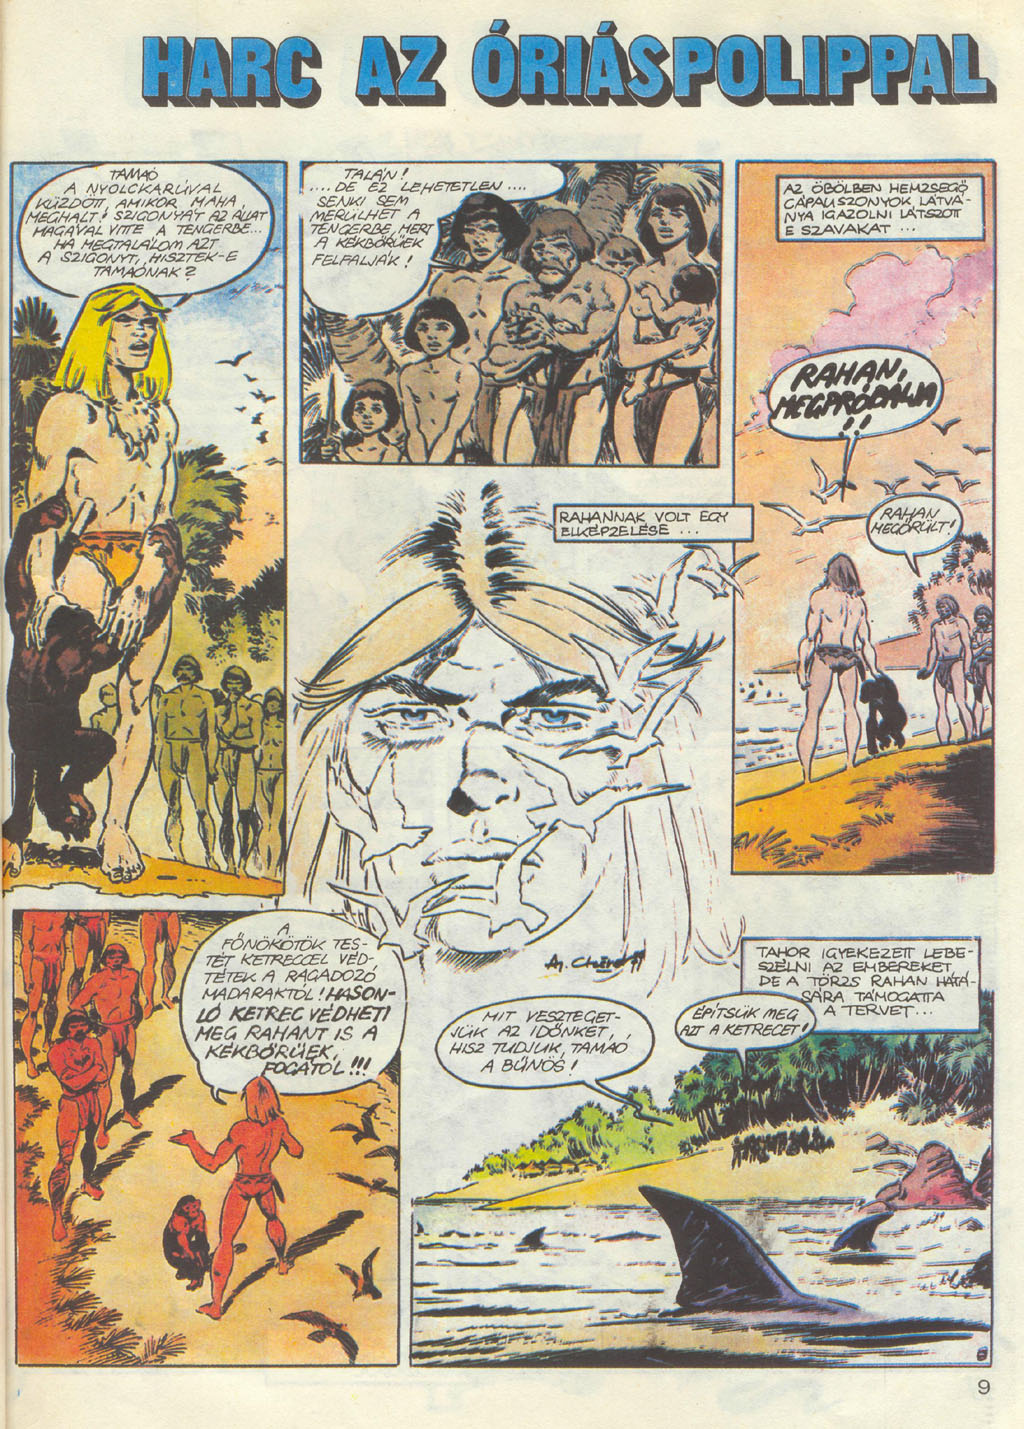 HARC AZ ÓRIÁSPOLIPPAL
TAMAÓ
A NYOLCKARÚVAL
KÜZDÖTT, AMIKOR MAHA
MEGHALT! SZIGONYÁT AZ ÁLLAT
MAGÁVAL VITTE A TENGERBE...
HA MEGTALÁLOM AZT
A SZIGONYT, HISZTEK-E
TAMAÓNAK?
TALÁN!
....DE EZ LEHETETLEN....
SENKI SEM
MERÜLHET A
TENGERBE, MERT
A KÉKBŐRŰEK
FELFALJÁK!
AZ ÖBÖLBEN HEMZSEGŐ
CÁPAUSZONYOK LÁTVÁ-
NYA IGAZOLNI LÁTSZOTT
E SZAVAKAT ...
RAHAN,
MEGPRÓBÁLJA
!!
RAHAN
MEGŐRÜLT!
RAHANNAK VOLT EGY
ELKÉPZELÉSE ...
A
FŐNÖKÖTÖK TES-
TÉT KETRECCEL VÉD-
TÉTEK A RAGADOZÓ
MADARAKTÓL! HASON-
LÓ KETREC VÉDHETI
MEG RAHANT IS A
KÉKBŐRŰEK
FOGÁTÓL!!!
MIT VESZTEGET-
JÜK AZ IDŐNKET,
HISZ TUDJUK, TAMAÓ
A BŰNÖS!
TAHOR IGYEKEZETT LEBE-
SZÉLNI AZ EMBEREKET
DE A TÖRZS RAHAN HATÁ-
SÁRA TÁMOGATTA
A TERVET...
ÉPÍTSÜK MEG
AZT A KETRECET!
8
9